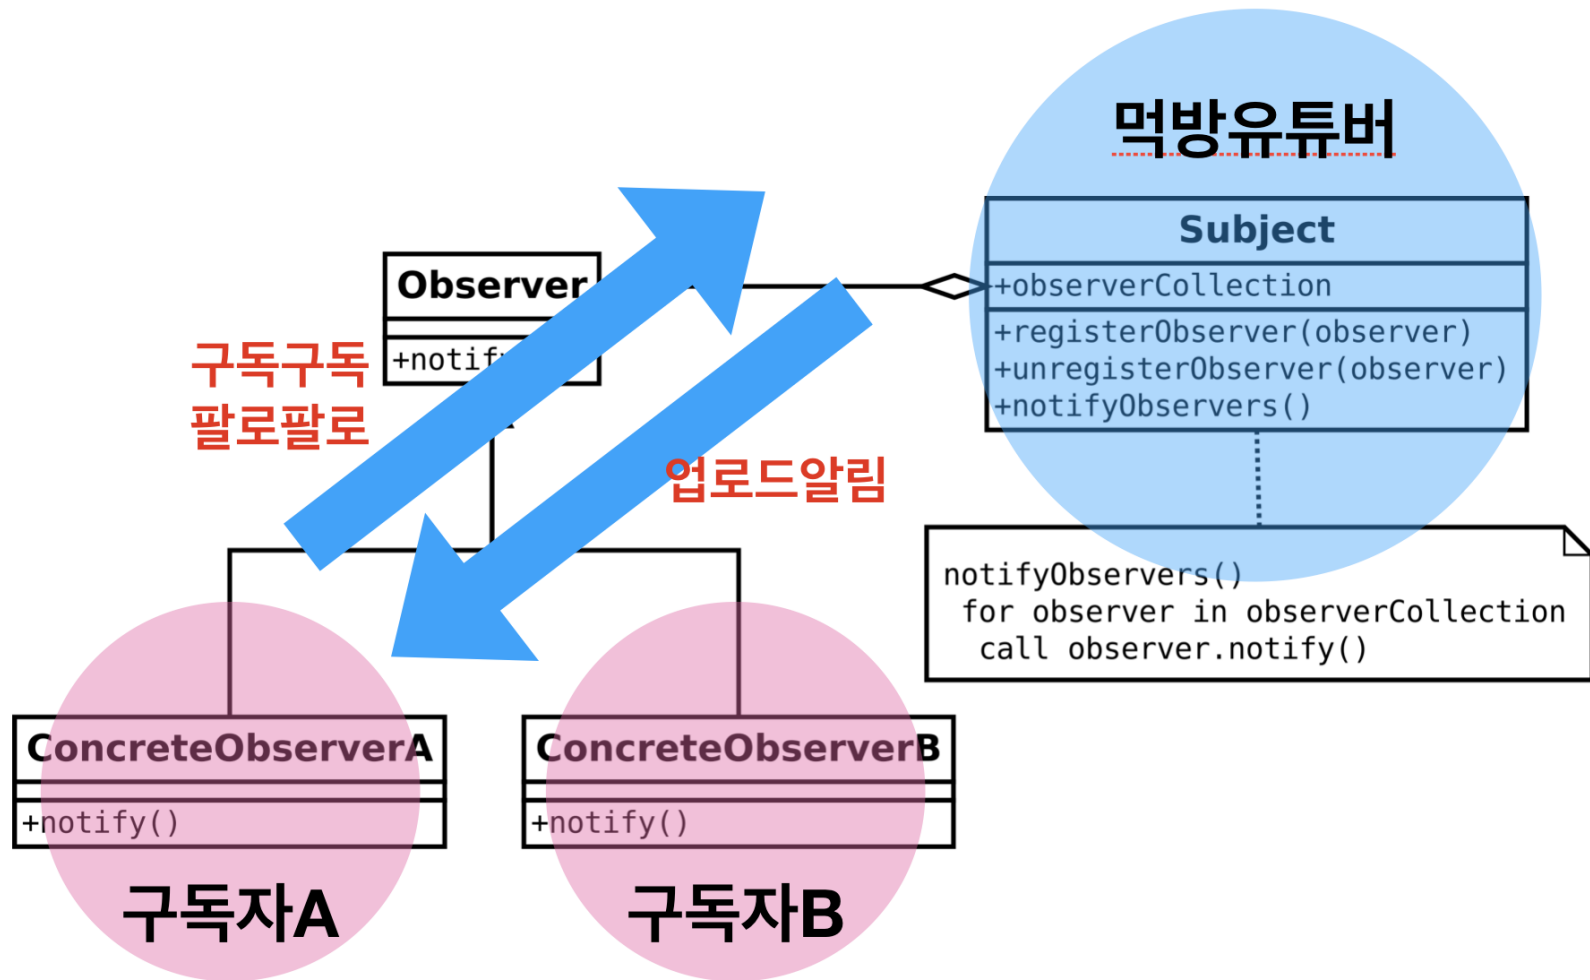 먹방유튜버
Subject
+observerCollection
+registerObserver(observer)
+unregisterObserver(observer)
+notifyObservers()
Observer
구독구독
팔로팔로
업로드알림
notifyObservers()
for observer in observerCollection
call observer.notify()
ConcreteObserverA
+notify()
구독자A
ConcreteObserverB
+notify()
구독자B